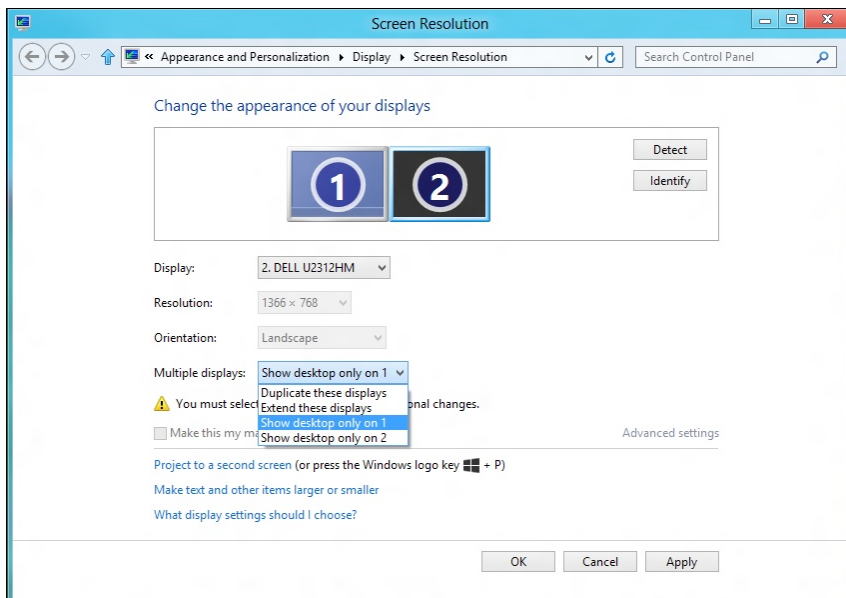 Screen Resolution
« Appearance and Personalization Display Screen Resolution
Search Control Panel
Change the appearance of your displays
1 2
Detect
Identify
Display: 2. DELL U2312HM
Resolution: 1366 × 768
Orientation: Landscape
Multiple displays: Show desktop only on 1
Duplicate these displays
You must select onal changes.
Extend these displays
Show desktop only on 1
Make this my ma
Show desktop only on 2
Advanced settings
Project to a second screen (or press the Windows logo key + P)
Make text and other items larger or smaller
What display settings should I choose?
OK Cancel Apply